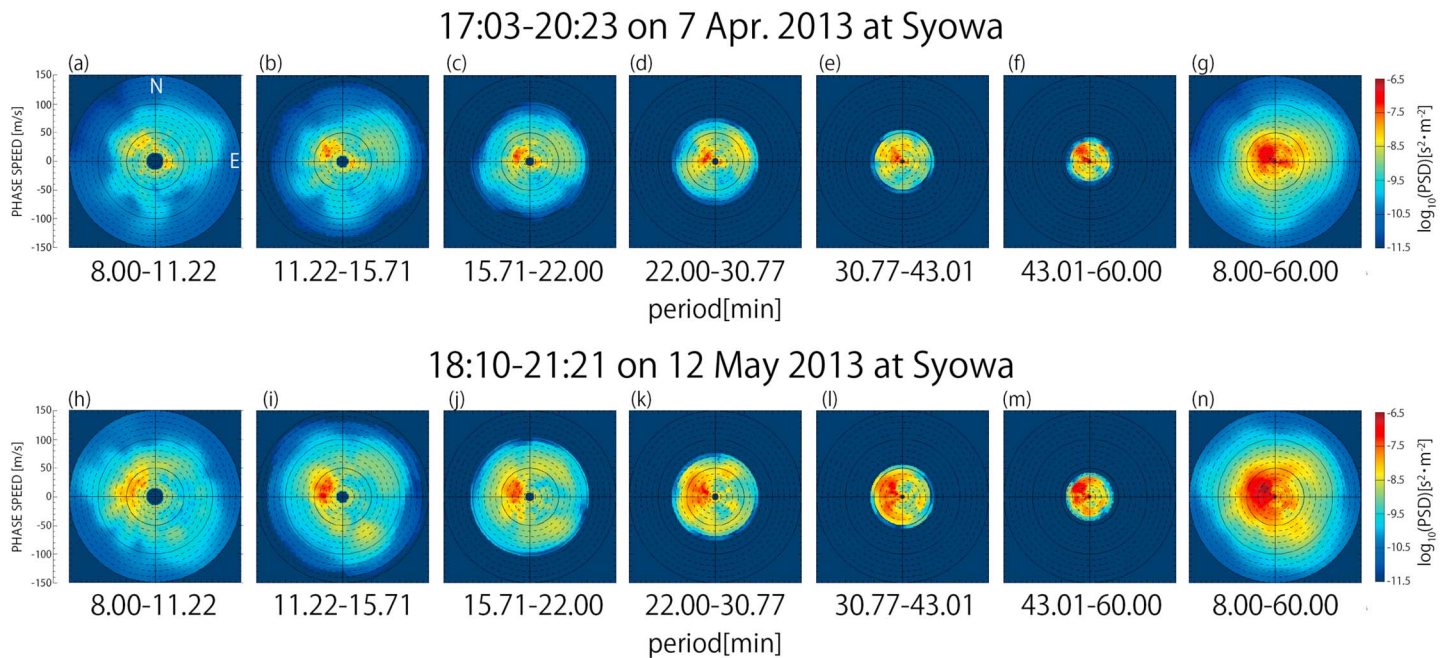 17:03-20:23 on 7 Apr. 2013 at Syowa
(a) (b) (c) (d) (e) (f) (g)
PHASE SPEED [m/s]
150
100
50
0
-50
-100
-150
N
E
-6.5
-7.5
-8.5
-9.5
-10.5
-11.5
log10(PSD)[s²・m⁻²]
8.00-11.22 11.22-15.71 15.71-22.00 22.00-30.77 30.77-43.01 43.01-60.00 8.00-60.00
period[min]
18:10-21:21 on 12 May 2013 at Syowa
(h) (i) (j) (k) (l) (m) (n)
PHASE SPEED [m/s]
150
100
50
0
-50
-100
-150
-6.5
-7.5
-8.5
-9.5
-10.5
-11.5
log10(PSD)[s²・m⁻²]
8.00-11.22 11.22-15.71 15.71-22.00 22.00-30.77 30.77-43.01 43.01-60.00 8.00-60.00
period[min]